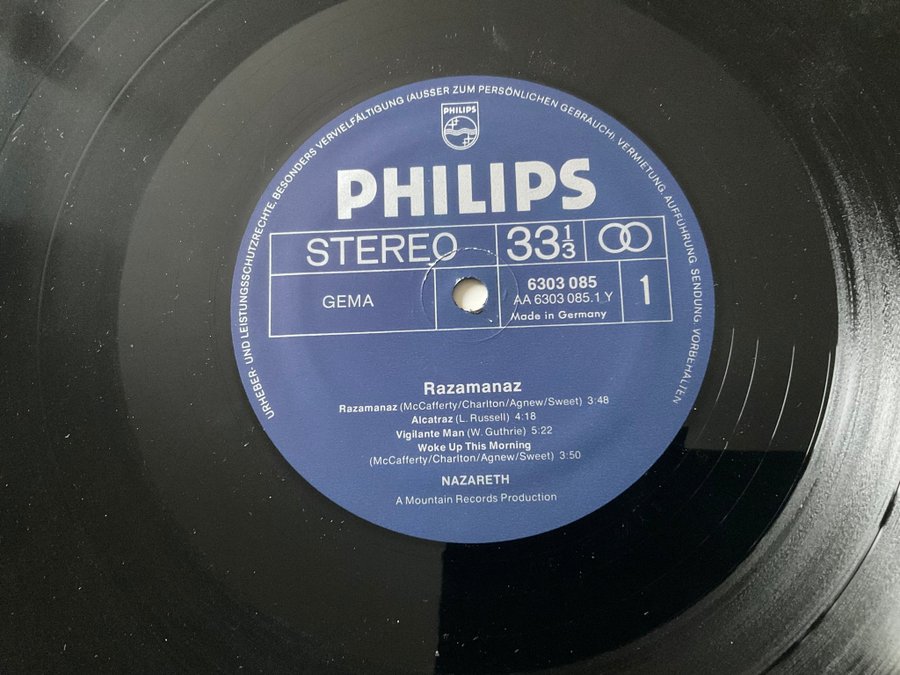 URHEBER- UND LEISTUNGSSCHUTZRECHTE. BESONDERS VERVIELFÄLTIGUNG (AUSSER ZUM PERSÖNLICHEN GEBRAUCH), VERMIETUNG. AUFFÜHRUNG SENDUNG VORBEHALTEN
PHILIPS
PHILIPS
STEREO 33 1/3
GEMA
6303 085 1
AA 6303 085.1 Y
Made in Germany
Razamanaz
Razamanaz (McCafferty/Charlton/Agnew/Sweet) 3:48
Alcatraz (L. Russell) 4:18
Vigilante Man (W. Guthrie) 5:22
Woke Up This Morning
(McCafferty/Charlton/Agnew/Sweet) 3:50
NAZARETH
A Mountain Records Production